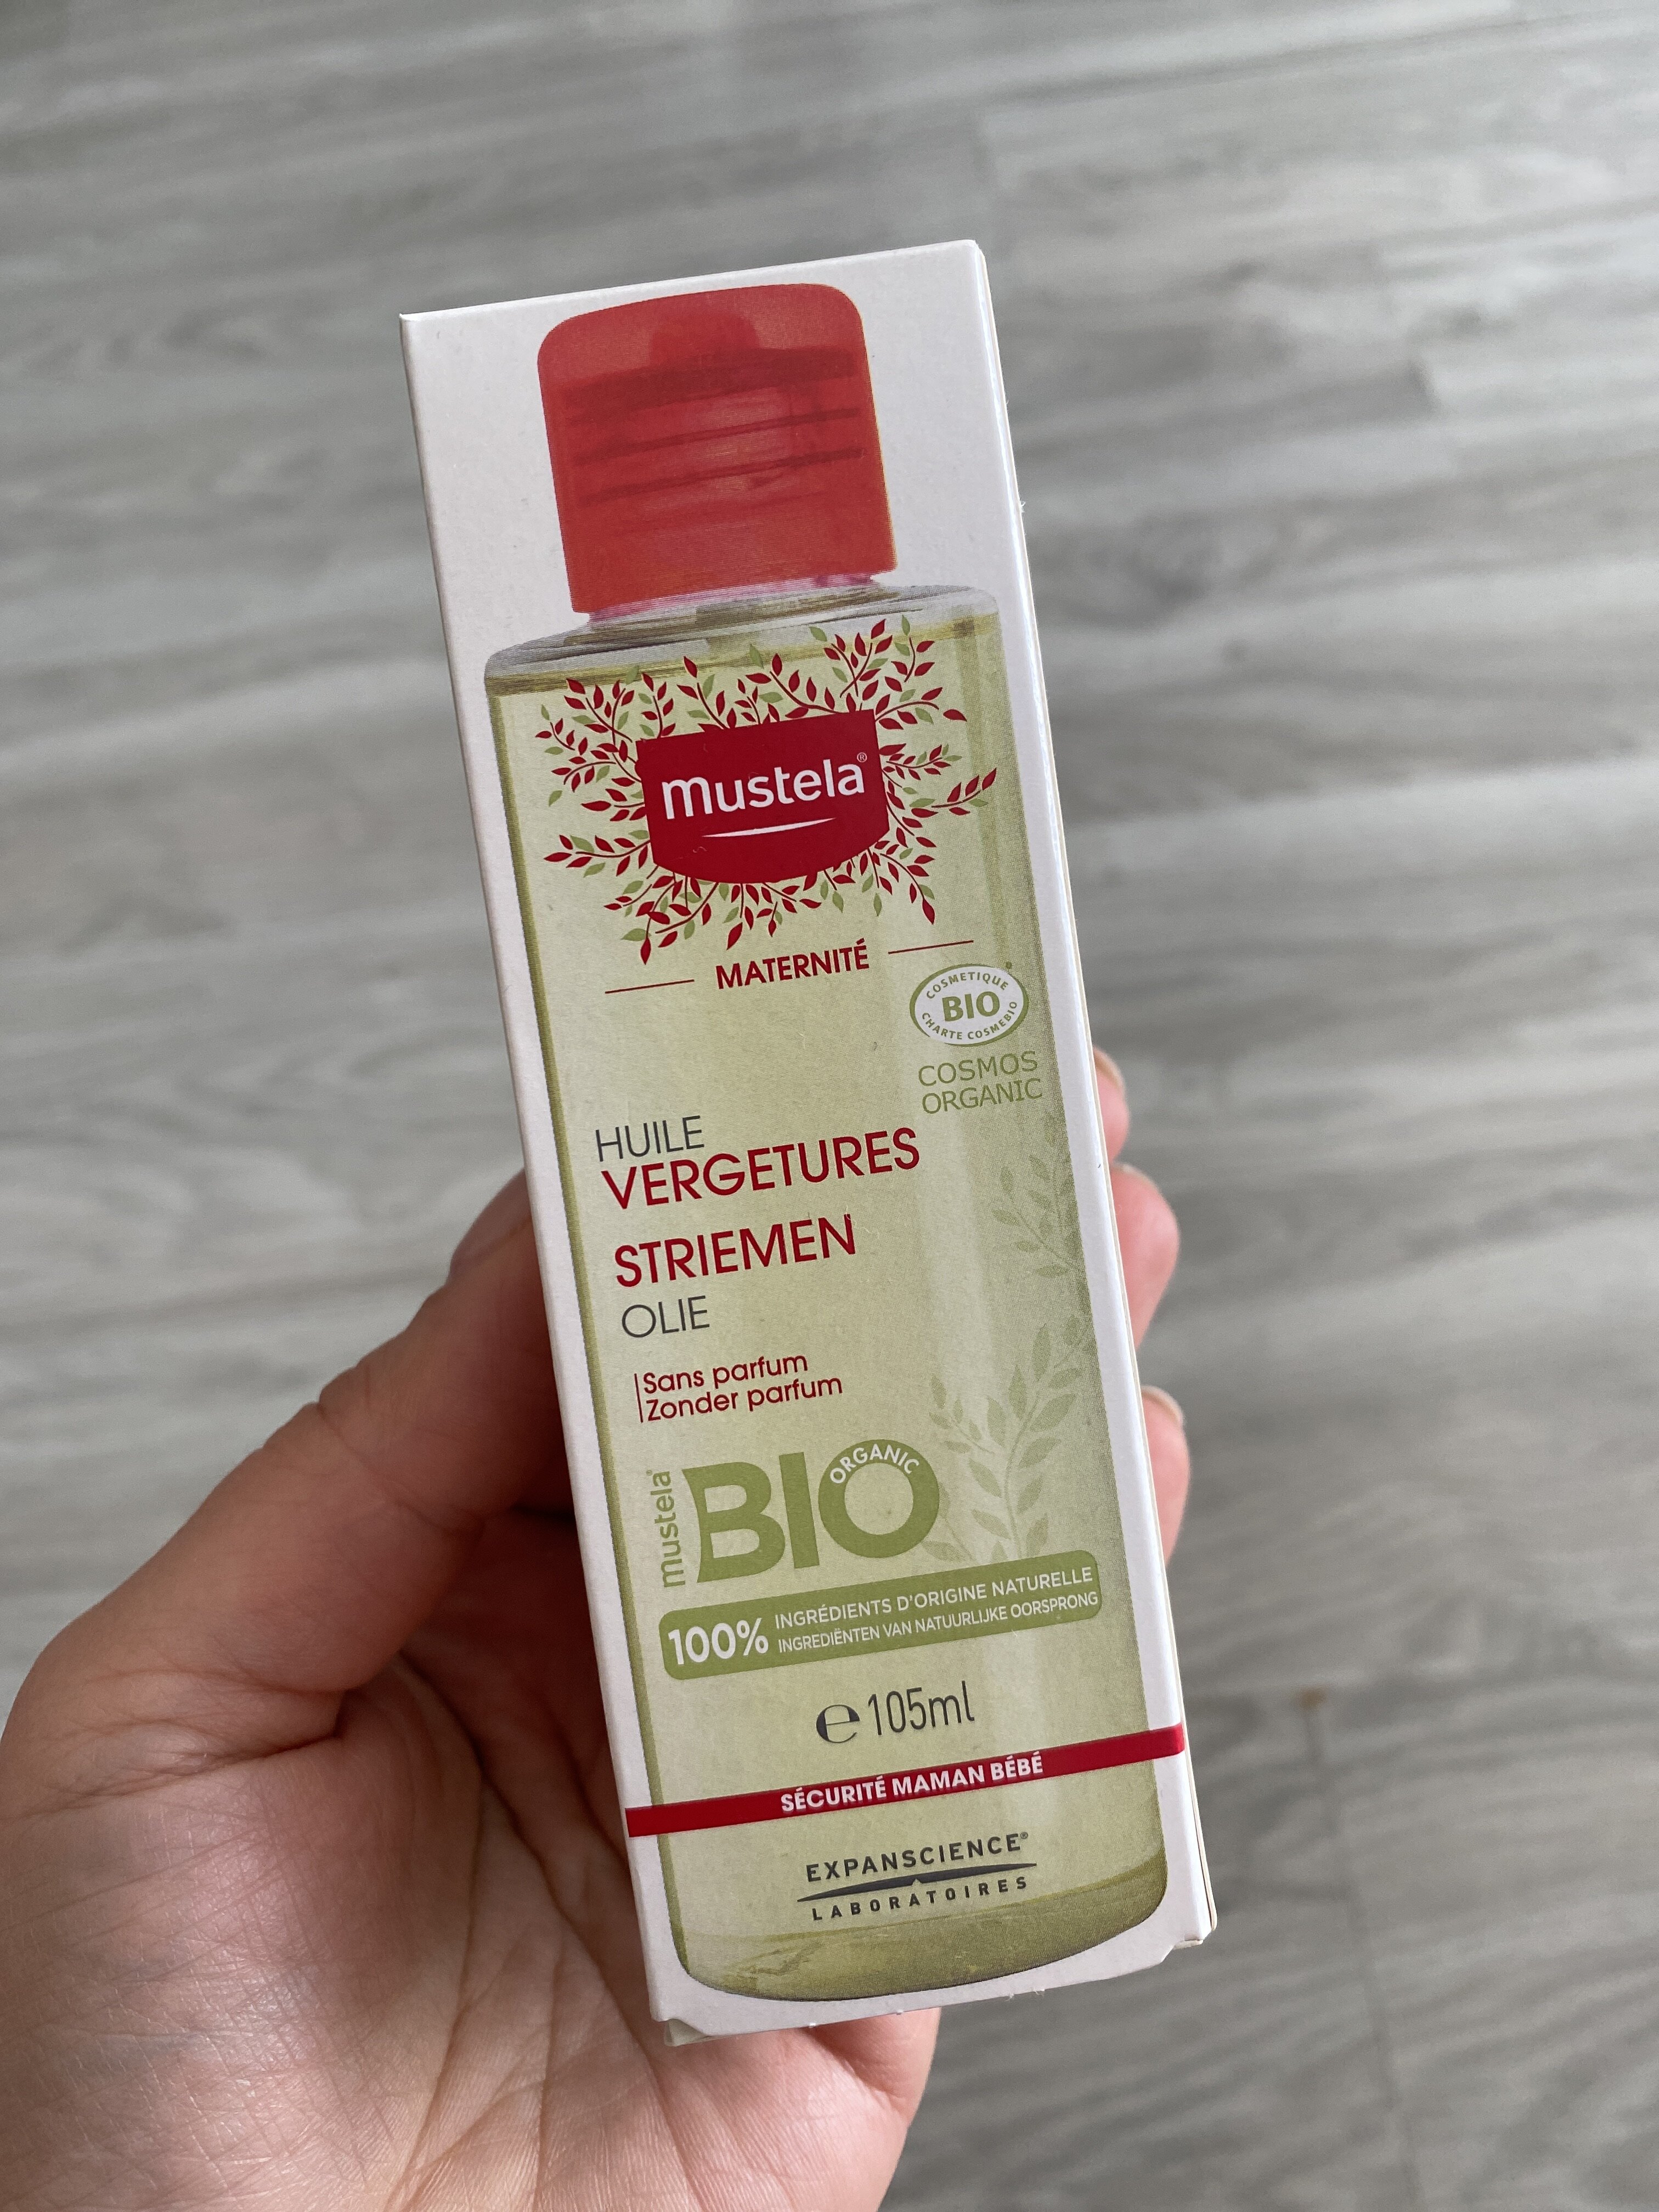 mustela®
MATERNITÉ
COSMETIQUE
BIO
CHARTE COSMEBIO
COSMOS
ORGANIC
HUILE
VERGETURES
STRIEMEN
OLIE
Sans parfum
Zonder parfum
mustela®
BIO
ORGANIC
100% INGRÉDIENTS D'ORIGINE NATURELLE
INGREDIËNTEN VAN NATUURLIJKE OORSPRONG
℮105ml
SÉCURITÉ MAMAN BÉBÉ
EXPANSCIENCE®
LABORATOIRES